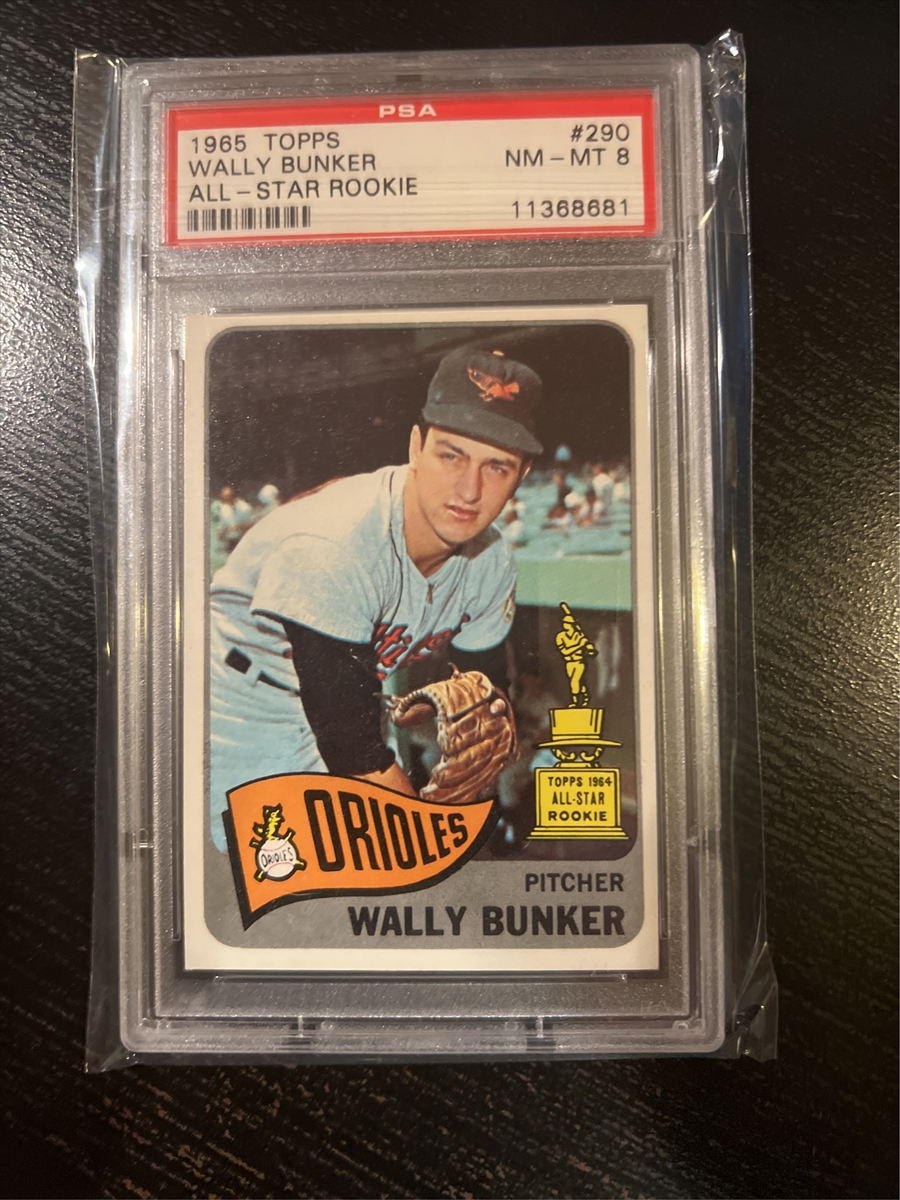 PSA
1965 TOPPS #290
WALLY BUNKER NM-MT 8
ALL-STAR ROOKIE
11368681
TOPPS 1964
ALL-STAR
ROOKIE
ORIOLES
ORIOLES
PITCHER
WALLY BUNKER